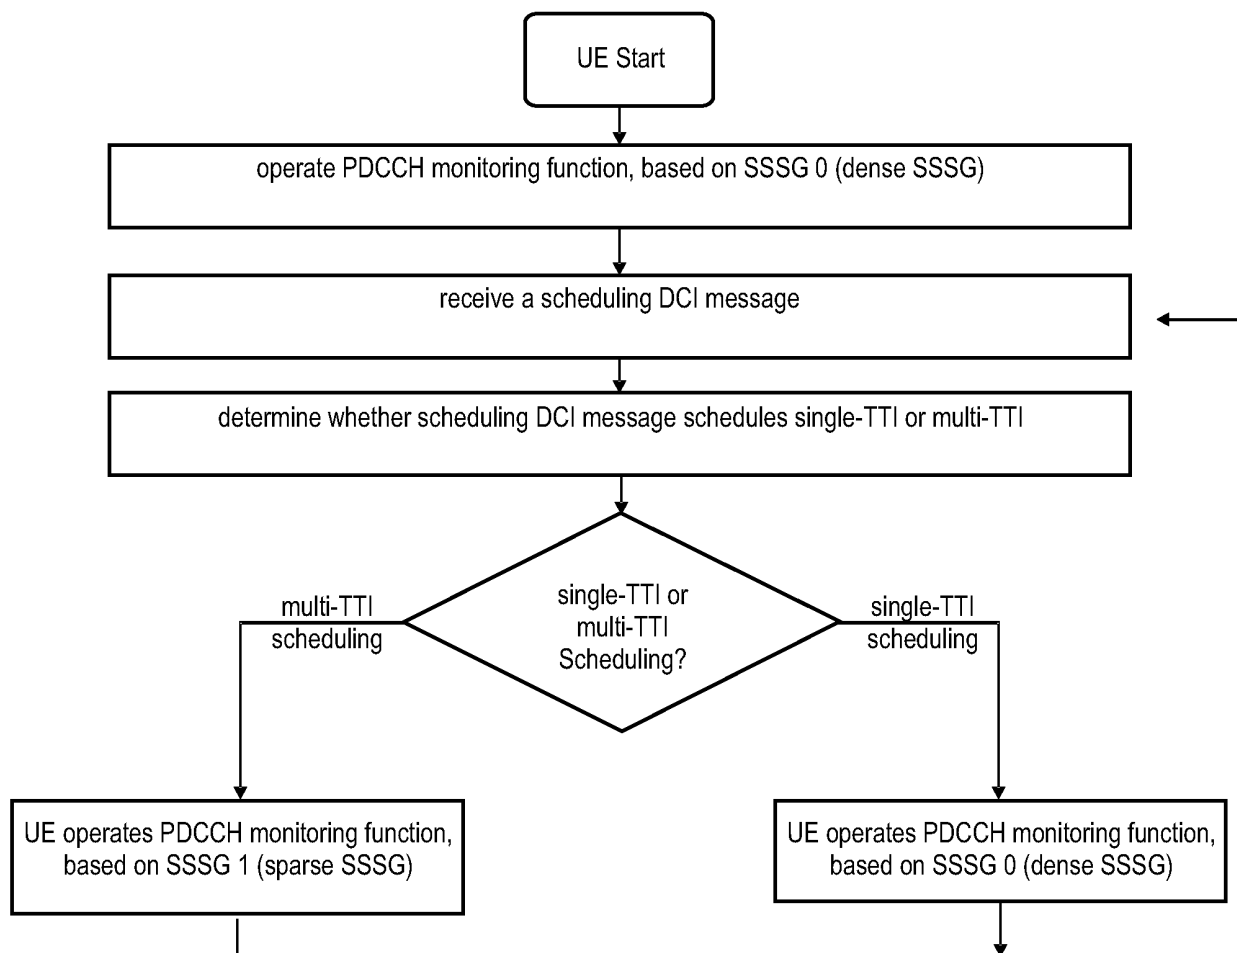 UE Start
operate PDCCH monitoring function, based on SSSG 0 (dense SSSG)
receive a scheduling DCI message
determine whether scheduling DCI message schedules single-TTI or multi-TTI
single-TTI or
multi-TTI
Scheduling?
multi-TTI
scheduling
single-TTI
scheduling
UE operates PDCCH monitoring function,
based on SSSG 1 (sparse SSSG)
UE operates PDCCH monitoring function,
based on SSSG 0 (dense SSSG)